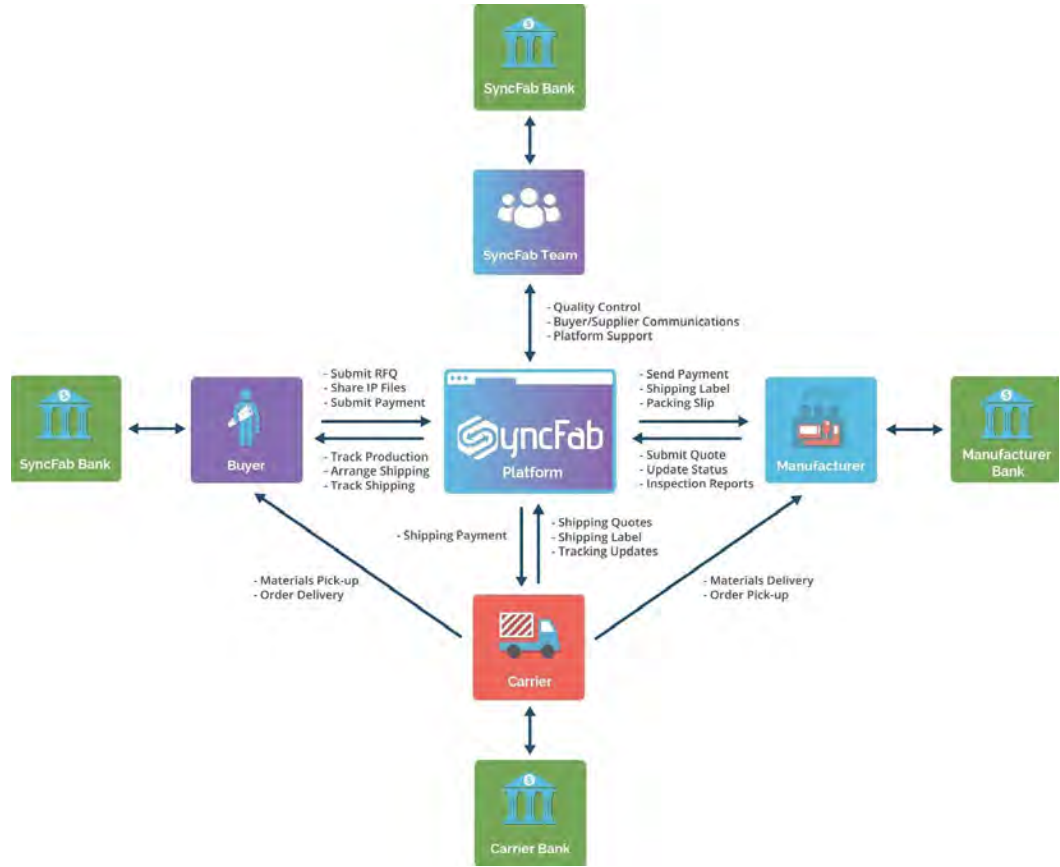 SyncFab Bank
SyncFab Team
- Quality Control
- Buyer/Supplier Communications
- Platform Support
- Submit RFQ
- Share IP Files
- Submit Payment
- Send Payment
- Shipping Label
- Packing Slip
SyncFab Bank
Buyer
SyncFab
Platform
Manufacturer
Manufacturer
Bank
- Track Production
- Arrange Shipping
- Track Shipping
- Submit Quote
- Update Status
- Inspection Reports
- Shipping Payment
- Shipping Quotes
- Shipping Label
- Tracking Updates
- Materials Pick-up
- Order Delivery
- Materials Delivery
- Order Pick-up
Carrier
Carrier Bank